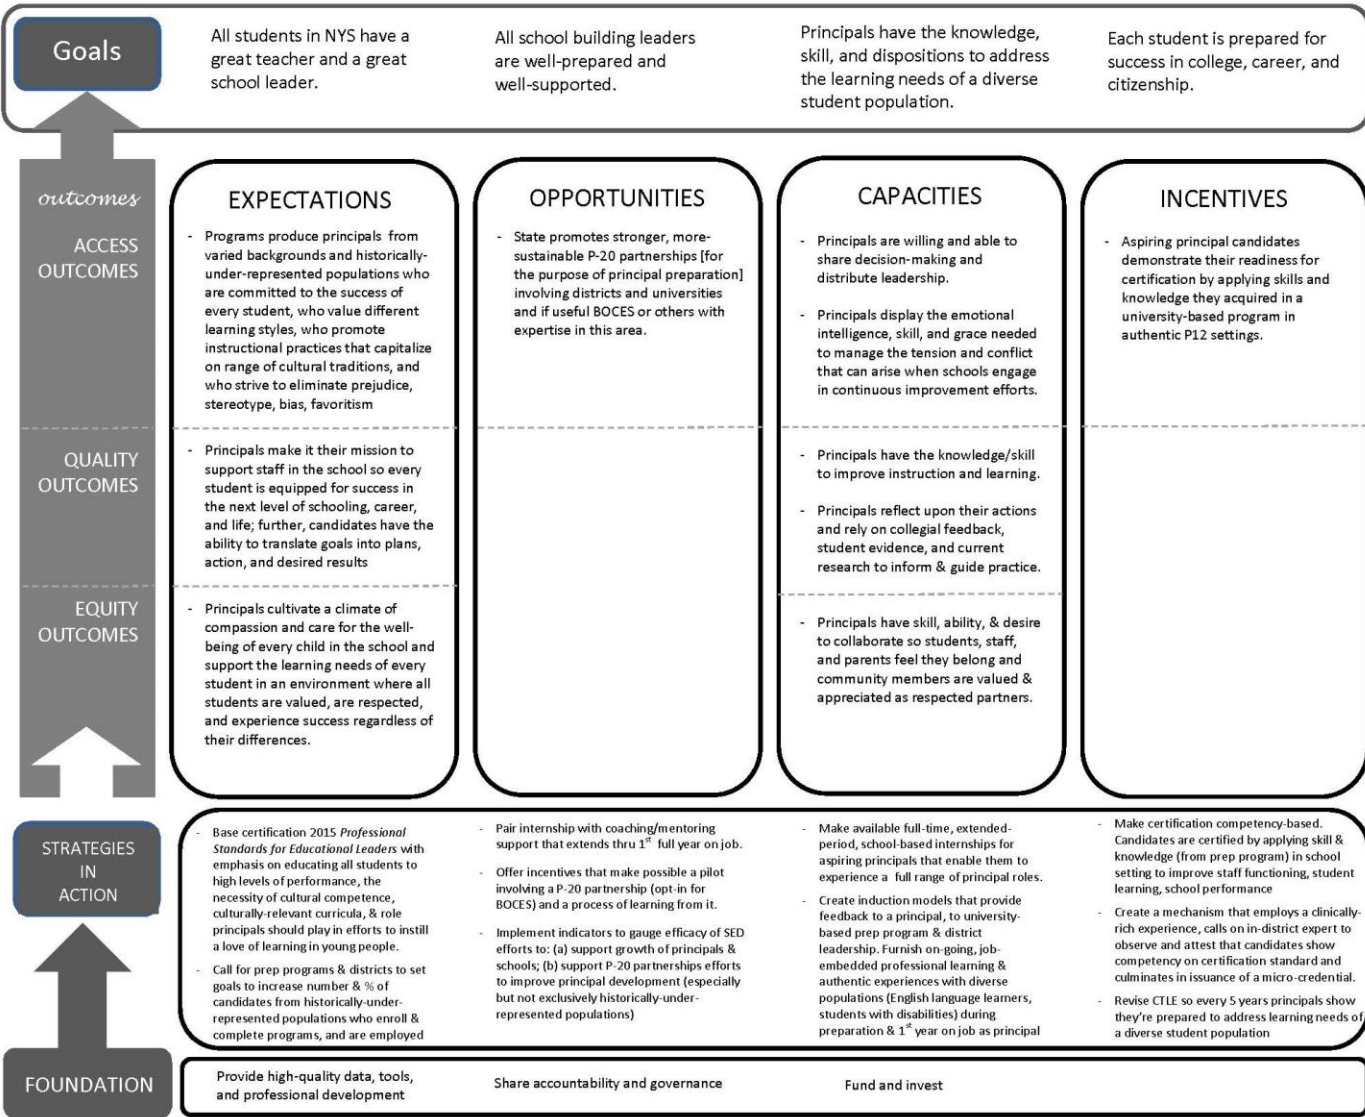 Goals
All students in NYS have a
great teacher and a great
school leader.
All school building leaders
are well-prepared and
well-supported.
Principals have the knowledge,
skill, and dispositions to address
the learning needs of a diverse
student population.
Each student is prepared for
success in college, career, and
citizenship.
outcomes
ACCESS
OUTCOMES
QUALITY
OUTCOMES
EQUITY
OUTCOMES
EXPECTATIONS
- Programs produce principals from
varied backgrounds and historically-
under-represented populations who
are committed to the success of
every student, who value different
learning styles, who promote
instructional practices that capitalize
on range of cultural traditions, and
who strive to eliminate prejudice,
stereotype, bias, favoritism
- Principals make it their mission to
support staff in the school so every
student is equipped for success in
the next level of schooling, career,
and life; further, candidates have the
ability to translate goals into plans,
action, and desired results
- Principals cultivate a climate of
compassion and care for the well-
being of every child in the school and
support the learning needs of every
student in an environment where all
students are valued, are respected,
and experience success regardless of
their differences.
OPPORTUNITIES
- State promotes stronger, more-
sustainable P-20 partnerships [for
the purpose of principal preparation]
involving districts and universities
and if useful BOCES or others with
expertise in this area.
CAPACITIES
- Principals are willing and able to
share decision-making and
distribute leadership.
- Principals display the emotional
intelligence, skill, and grace needed
to manage the tension and conflict
that can arise when schools engage
in continuous improvement efforts.
- Principals have the knowledge/skill
to improve instruction and learning.
- Principals reflect upon their actions
and rely on collegial feedback,
student evidence, and current
research to inform & guide practice.
- Principals have skill, ability, & desire
to collaborate so students, staff,
and parents feel they belong and
community members are valued &
appreciated as respected partners.
INCENTIVES
- Aspiring principal candidates
demonstrate their readiness for
certification by applying skills and
knowledge they acquired in a
university-based program in
authentic P12 settings.
STRATEGIES
IN
ACTION
- Base certification 2015 Professional
Standards for Educational Leaders with
emphasis on educating all students to
high levels of performance, the
necessity of cultural competence,
culturally-relevant curricula, & role
principals should play in efforts to instill
a love of learning in young people.
- Call for prep programs & districts to set
goals to increase number & % of
candidates from historically-under-
represented populations who enroll &
complete programs, and are employed
- Pair internship with coaching/mentoring
support that extends thru 1st full year on job.
- Offer incentives that make possible a pilot
involving a P-20 partnership (opt-in for
BOCES) and a process of learning from it.
- Implement indicators to gauge efficacy of SED
efforts to: (a) support growth of principals &
schools; (b) support P-20 partnerships efforts
to improve principal development (especially
but not exclusively historically-under-
represented populations)
- Make available full-time, extended-
period, school-based internships for
aspiring principals that enable them to
experience a full range of principal roles.
- Create induction models that provide
feedback to a principal, to university-
based prep program & district
leadership. Furnish on-going, job-
embedded professional learning &
authentic experiences with diverse
populations (English language learners,
students with disabilities) during
preparation & 1st year on job as principal
- Make certification competency-based.
Candidates are certified by applying skill &
knowledge (from prep program) in school
setting to improve staff functioning, student
learning, school performance
- Create a mechanism that employs a clinically-
rich experience, calls on in-district expert to
observe and attest that candidates show
competency on certification standard and
culminates in issuance of a micro-credential.
- Revise CTLE so every 5 years principals show
they're prepared to address learning needs of
a diverse student population
FOUNDATION
Provide high-quality data, tools,
and professional development
Share accountability and governance
Fund and invest